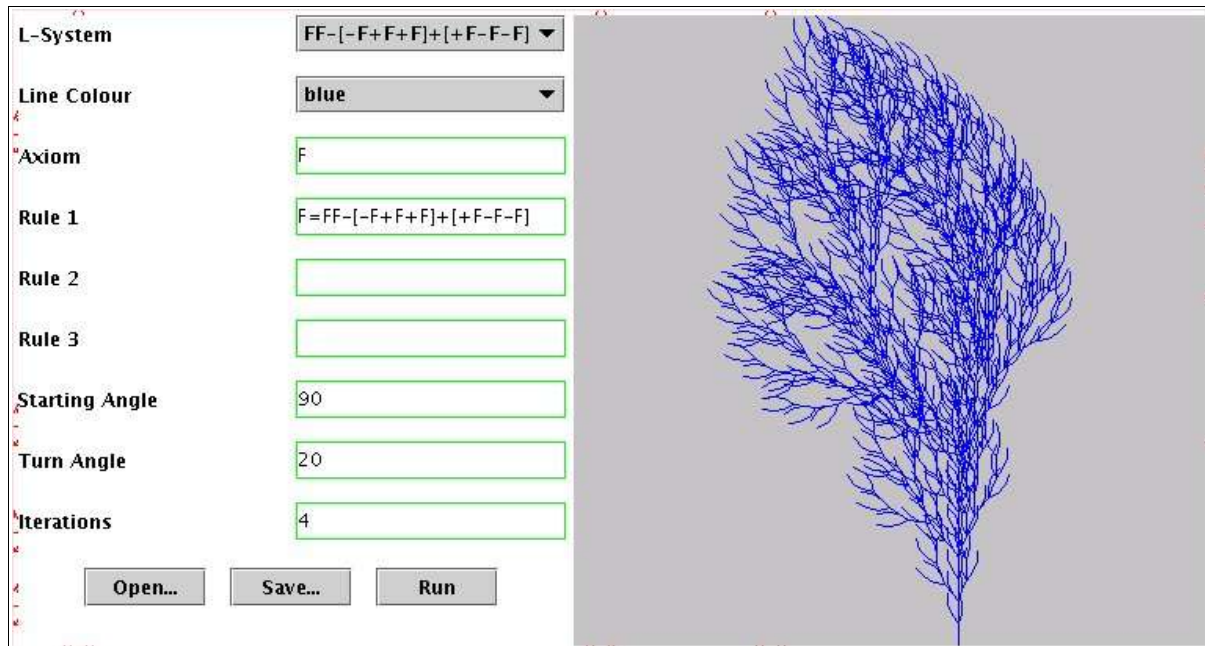 L-System FF-[-F+F+F]+[+F-F-F]
Line Colour blue
Axiom F
Rule 1 F=FF-[-F+F+F]+[+F-F-F]
Rule 2
Rule 3
Starting Angle 90
Turn Angle 20
Iterations 4
Open... Save... Run